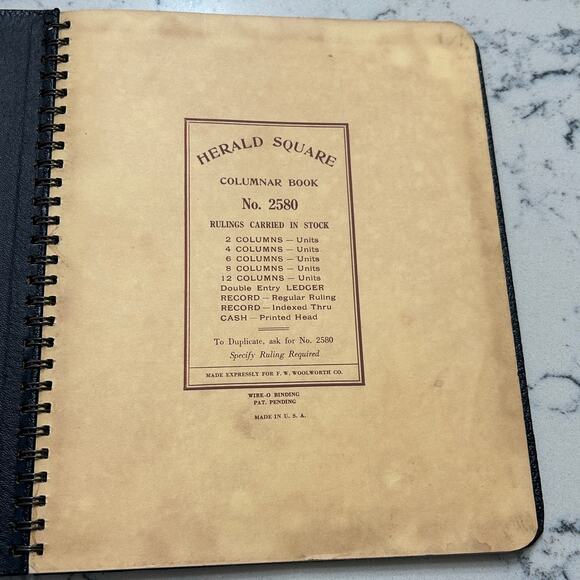 HERALD SQUARE
COLUMNAR BOOK
No. 2580
RULINGS CARRIED IN STOCK
2 COLUMNS — Units
4 COLUMNS — Units
6 COLUMNS — Units
8 COLUMNS — Units
12 COLUMNS — Units
Double Entry LEDGER
RECORD — Regular Ruling
RECORD — Indexed Thru
CASH — Printed Head
To Duplicate, ask for No. 2580
Specify Ruling Required
MADE EXPRESSLY FOR F. W. WOOLWORTH CO.
WIRE-O BINDING
PAT. PENDING
MADE IN U. S. A.